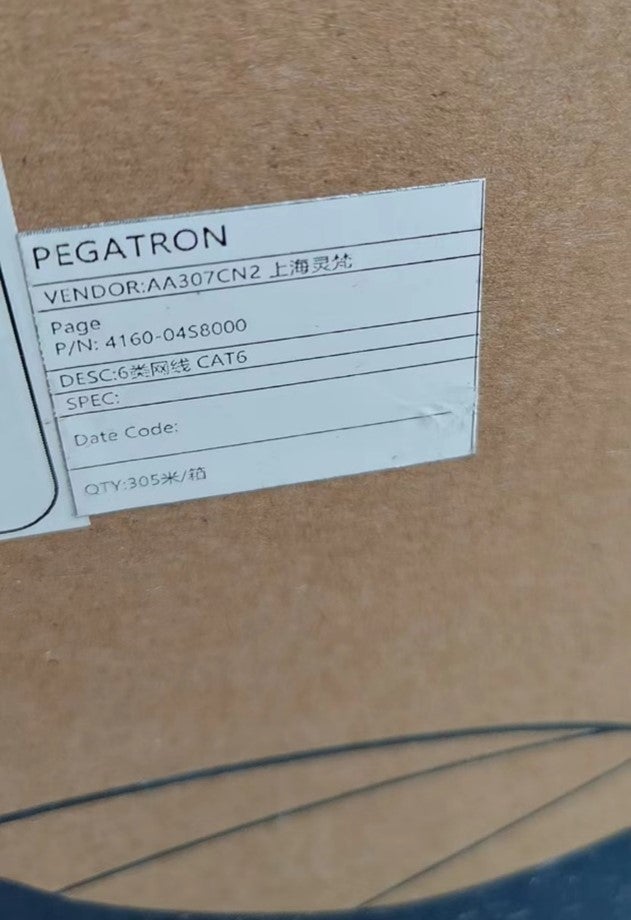 PEGATRON
VENDOR:AA307CN2 上海灵梵
Page
P/N: 4160-04S8000
DESC:6类网线 CAT6
SPEC:
Date Code:
QTY:305米/箱